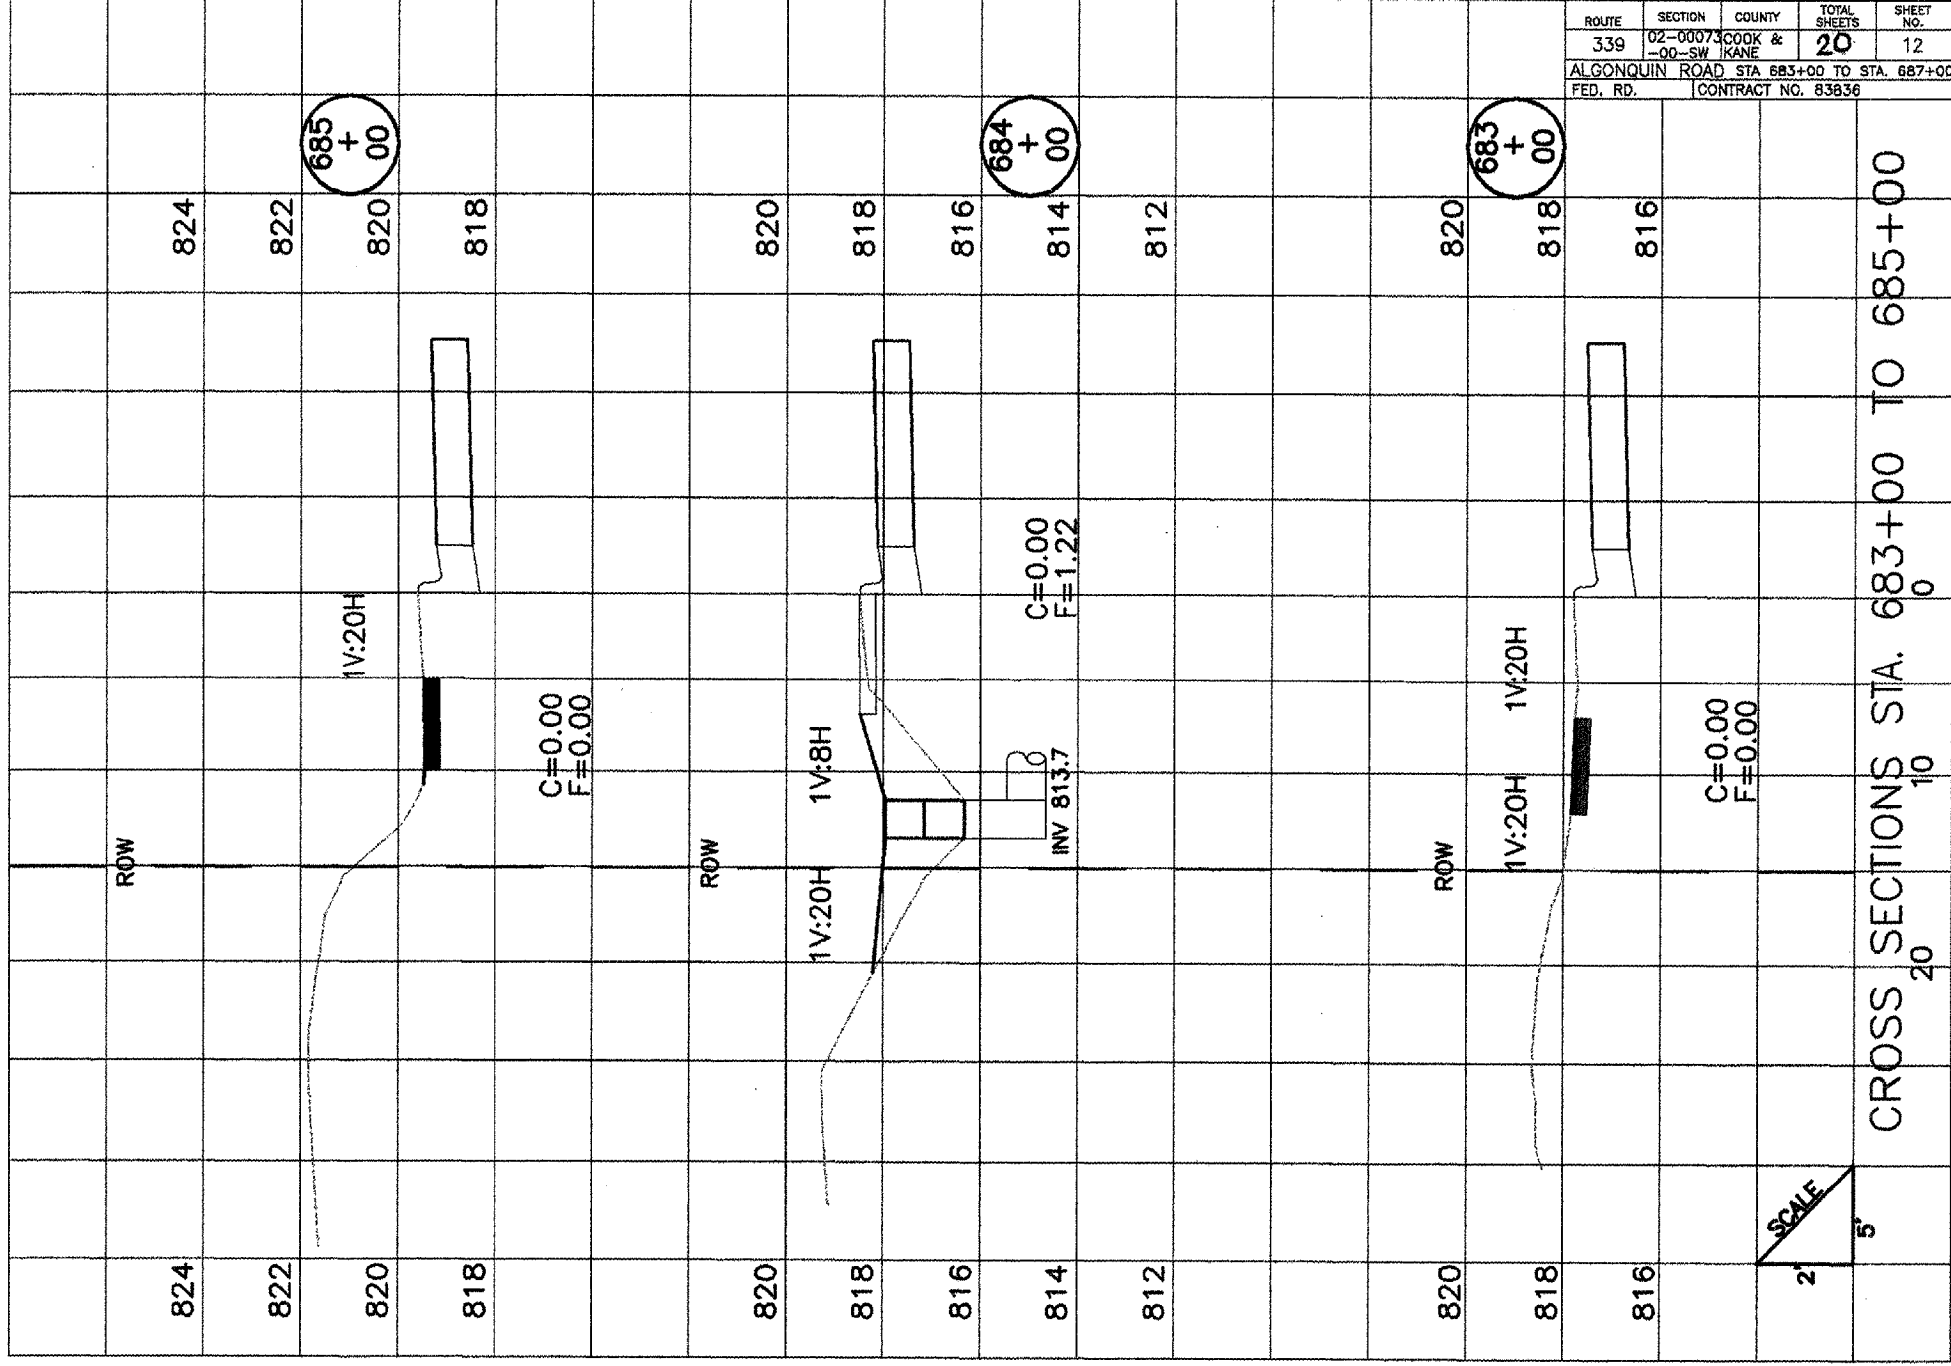 ROUTE SECTION COUNTY TOTAL SHEETS SHEET NO.
339 02-00073-00-SW COOK & KANE 20 12
ALGONQUIN ROAD STA 683+00 TO STA. 687+00
FED. RD. CONTRACT NO. 83836
685
+
00
824
822
820
818
1V:20H
C=0.00
F=0.00
ROW
824
822
820
818
684
+
00
820
818
816
814
812
C=0.00
F=1.22
1V:8H
INV 813.7
ROW
1V:20H
820
818
816
814
812
683
+
00
820
818
816
1V:20H
1V:20H
C=0.00
F=0.00
ROW
820
818
816
CROSS SECTIONS STA. 683+00 TO 685+00
20
10
0
SCALE
2'
5'